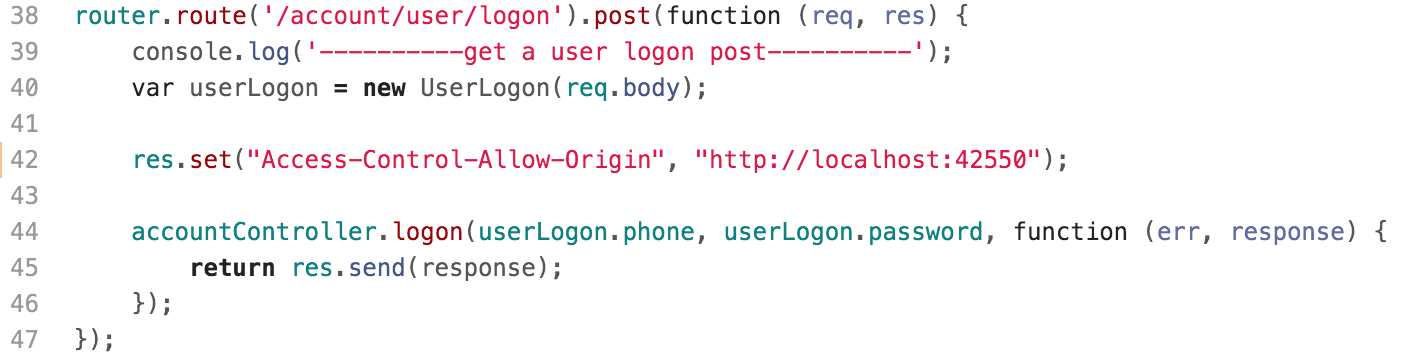 38 router.route('/account/user/logon').post(function (req, res) {
39     console.log('----------get a user logon post----------');
40     var userLogon = new UserLogon(req.body);
41
42     res.set("Access-Control-Allow-Origin", "http://localhost:42550");
43
44     accountController.logon(userLogon.phone, userLogon.password, function (err, response) {
45         return res.send(response);
46     });
47 });